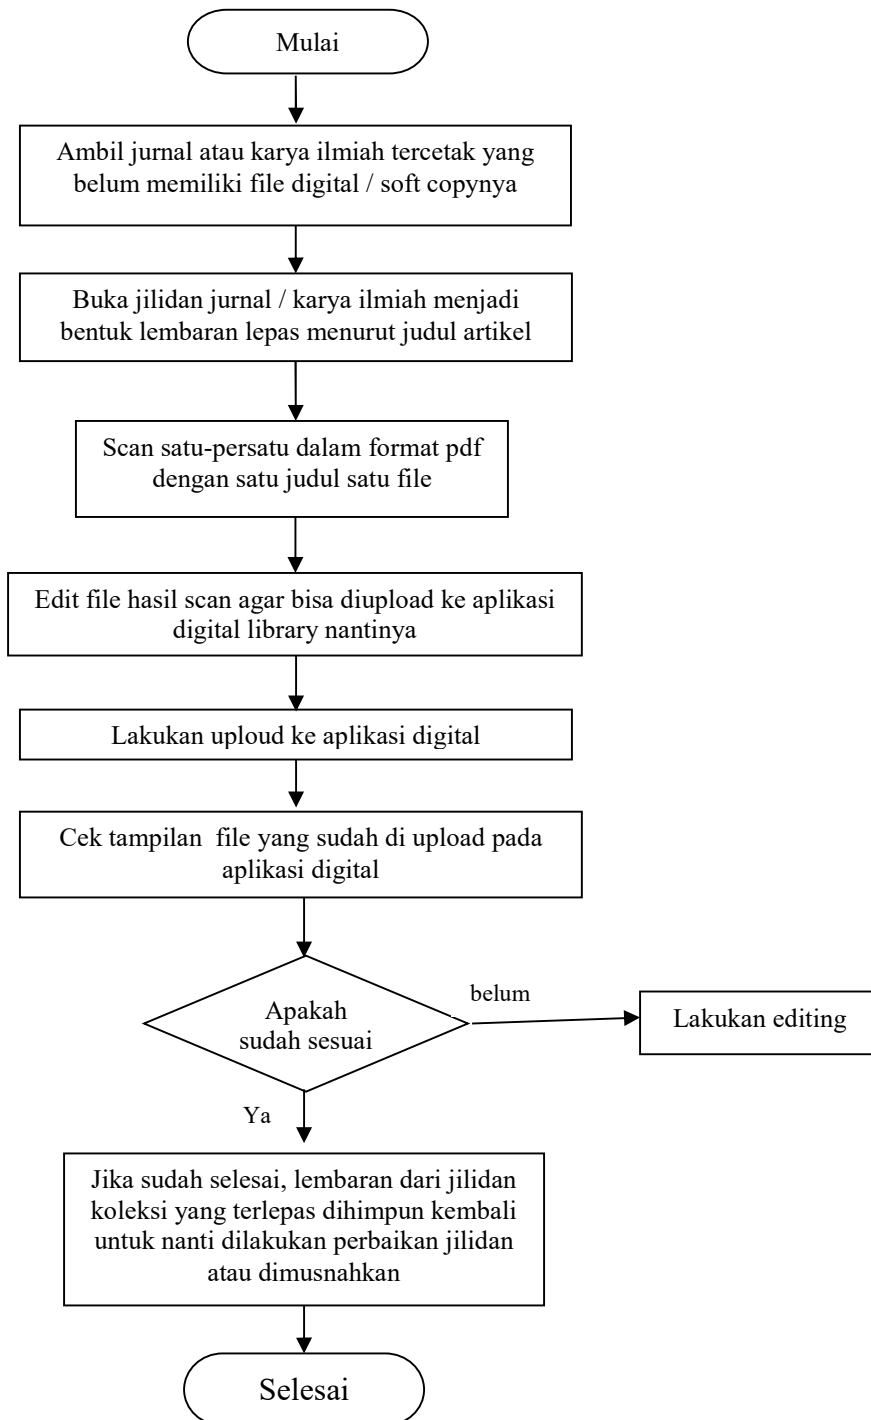 Mulai
Ambil jurnal atau karya ilmiah tercetak yang
belum memiliki file digital / soft copynya
Buka jilidan jurnal / karya ilmiah menjadi
bentuk lembaran lepas menurut judul artikel
Scan satu-persatu dalam format pdf
dengan satu judul satu file
Edit file hasil scan agar bisa diupload ke aplikasi
digital library nantinya
Lakukan uploud ke aplikasi digital
Cek tampilan  file yang sudah di upload pada
aplikasi digital
Apakah
sudah sesuai
belum
Lakukan editing
Ya
Jika sudah selesai, lembaran dari jilidan
koleksi yang terlepas dihimpun kembali
untuk nanti dilakukan perbaikan jilidan
atau dimusnahkan
Selesai